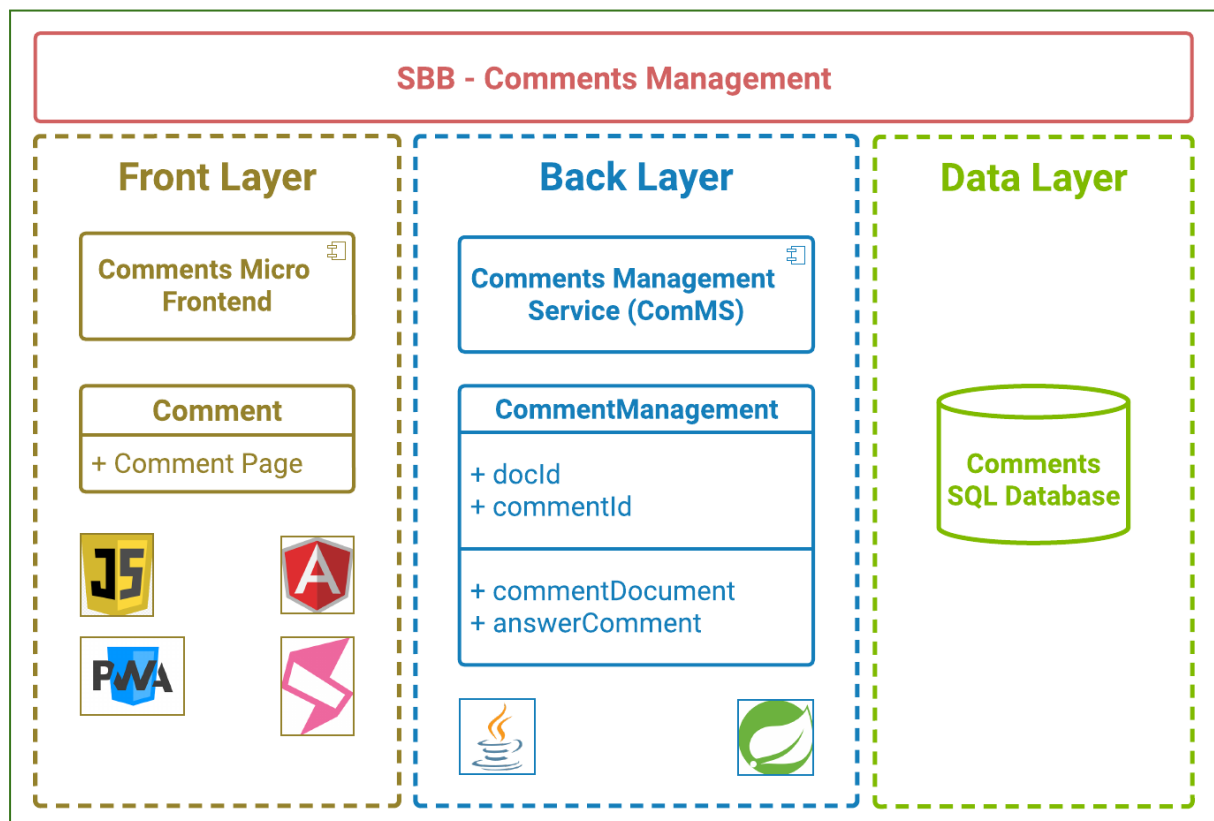 SBB - Comments Management
Front Layer
Comments Micro
Frontend
Comment
+ Comment Page
JS
A
PWA
Back Layer
Comments Management
Service (ComMS)
CommentManagement
+ docId
+ commentId
+ commentDocument
+ answerComment
Data Layer
Comments
SQL Database